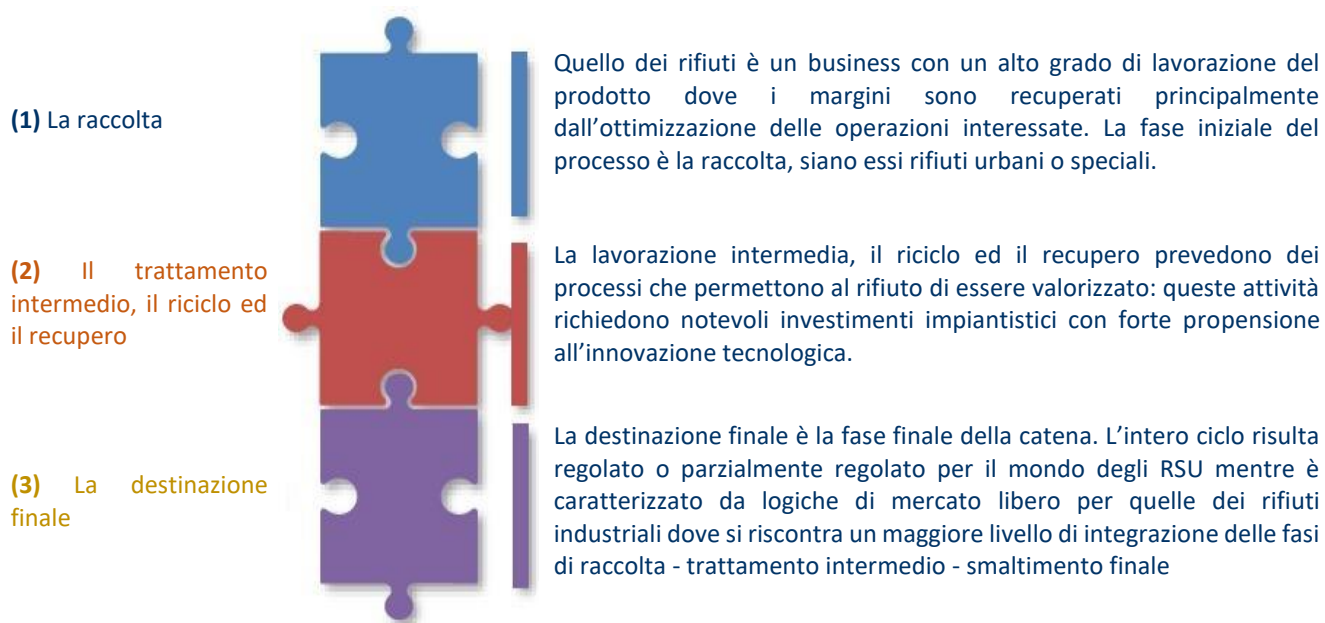 (1) La raccolta
Quello dei rifiuti è un business con un alto grado di lavorazione del
prodotto dove i margini sono recuperati principalmente
dall’ottimizzazione delle operazioni interessate. La fase iniziale del
processo è la raccolta, siano essi rifiuti urbani o speciali.
(2) Il trattamento
intermedio, il riciclo ed
il recupero
La lavorazione intermedia, il riciclo ed il recupero prevedono dei
processi che permettono al rifiuto di essere valorizzato: queste attività
richiedono notevoli investimenti impiantistici con forte propensione
all’innovazione tecnologica.
(3) La destinazione
finale
La destinazione finale è la fase finale della catena. L’intero ciclo risulta
regolato o parzialmente regolato per il mondo degli RSU mentre è
caratterizzato da logiche di mercato libero per quelle dei rifiuti
industriali dove si riscontra un maggiore livello di integrazione delle fasi
di raccolta - trattamento intermedio - smaltimento finale